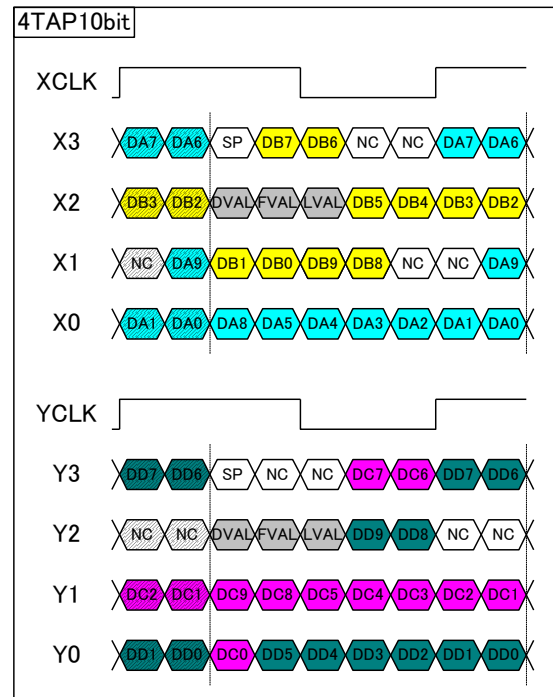 4TAP10bit
XCLK
X3 DA7 DA6 SP DB7 DB6 NC NC DA7 DA6
X2 DB3 DB2 DVAL FVAL LVAL DB5 DB4 DB3 DB2
X1 NC DA9 DB1 DB0 DB9 DB8 NC NC DA9
X0 DA1 DA0 DA8 DA5 DA4 DA3 DA2 DA1 DA0
YCLK
Y3 DD7 DD6 SP NC NC DC7 DC6 DD7 DD6
Y2 NC NC DVAL FVAL LVAL DD9 DD8 NC NC
Y1 DC2 DC1 DC9 DC8 DC5 DC4 DC3 DC2 DC1
Y0 DD1 DD0 DC0 DD5 DD4 DD3 DD2 DD1 DD0